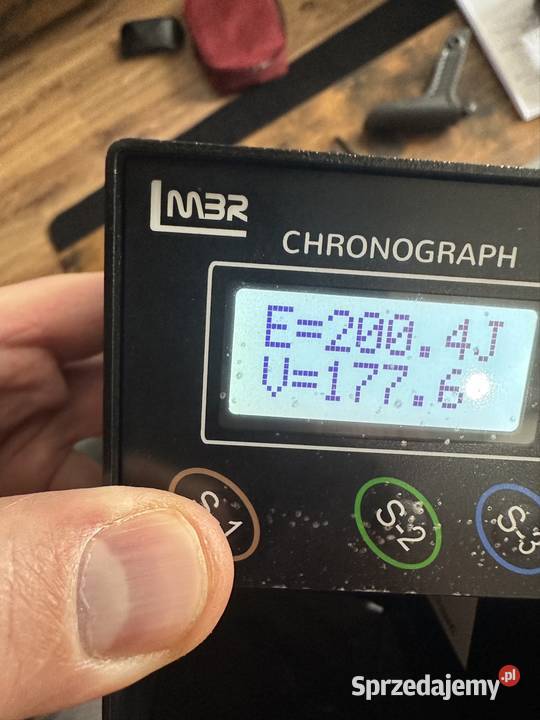 LMBR
CHRONOGRAPH
E=200.4J
V=177.6
S-1
S-2
S-3
Sprzedajemy.pl